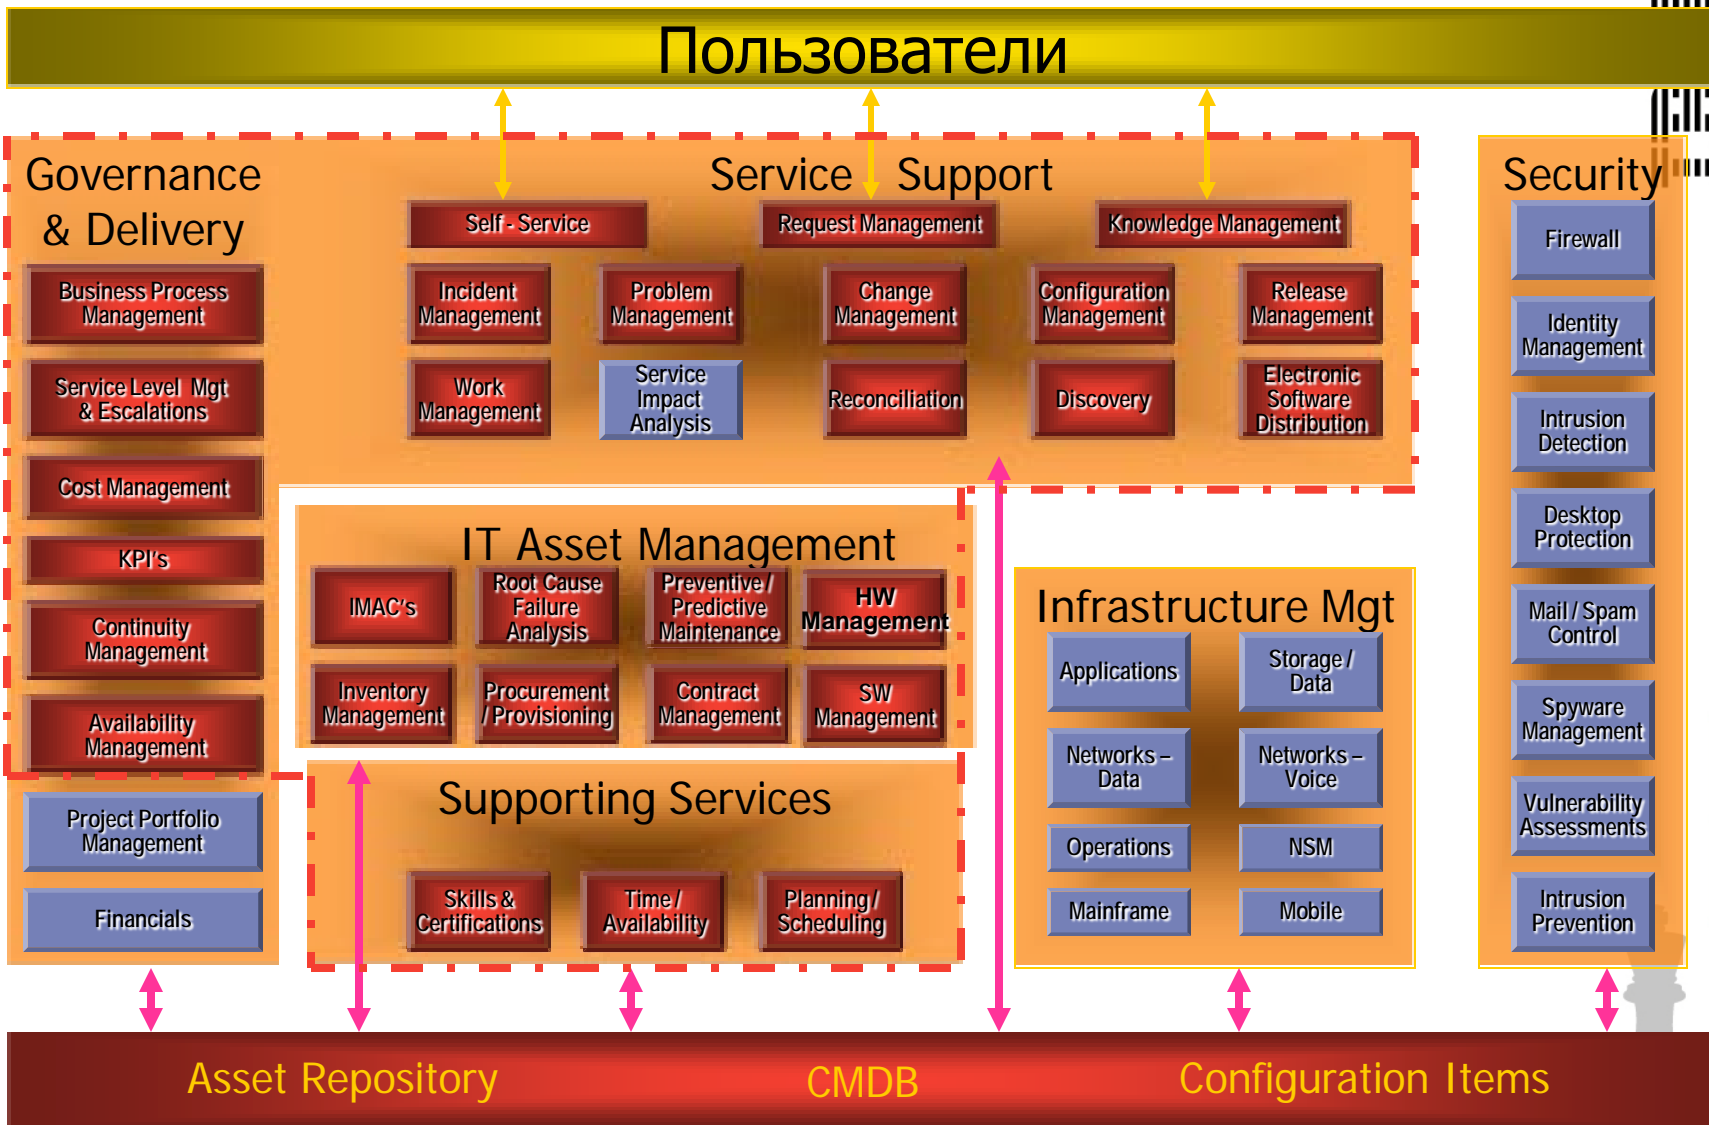 Пользователи
Governance
& Delivery
Business Process
Management
Service Level Mgt
& Escalations
Cost Management
KPI's
Continuity
Management
Availability
Management
Project Portfolio
Management
Financials
Service Support
Self - Service
Request Management
Knowledge Management
Incident
Management
Problem
Management
Change
Management
Configuration
Management
Release
Management
Work
Management
Service
Impact
Analysis
Reconciliation
Discovery
Electronic
Software
Distribution
IT Asset Management
IMAC's
Root Cause
Failure
Analysis
Preventive /
Predictive
Maintenance
HW
Management
Inventory
Management
Procurement
/ Provisioning
Contract
Management
SW
Management
Supporting Services
Skills &
Certifications
Time /
Availability
Planning /
Scheduling
Infrastructure Mgt
Applications
Storage /
Data
Networks –
Data
Networks –
Voice
Operations
NSM
Mainframe
Mobile
Security
Firewall
Identity
Management
Intrusion
Detection
Desktop
Protection
Mail / Spam
Control
Spyware
Management
Vulnerability
Assessments
Intrusion
Prevention
Asset Repository
CMDB
Configuration Items